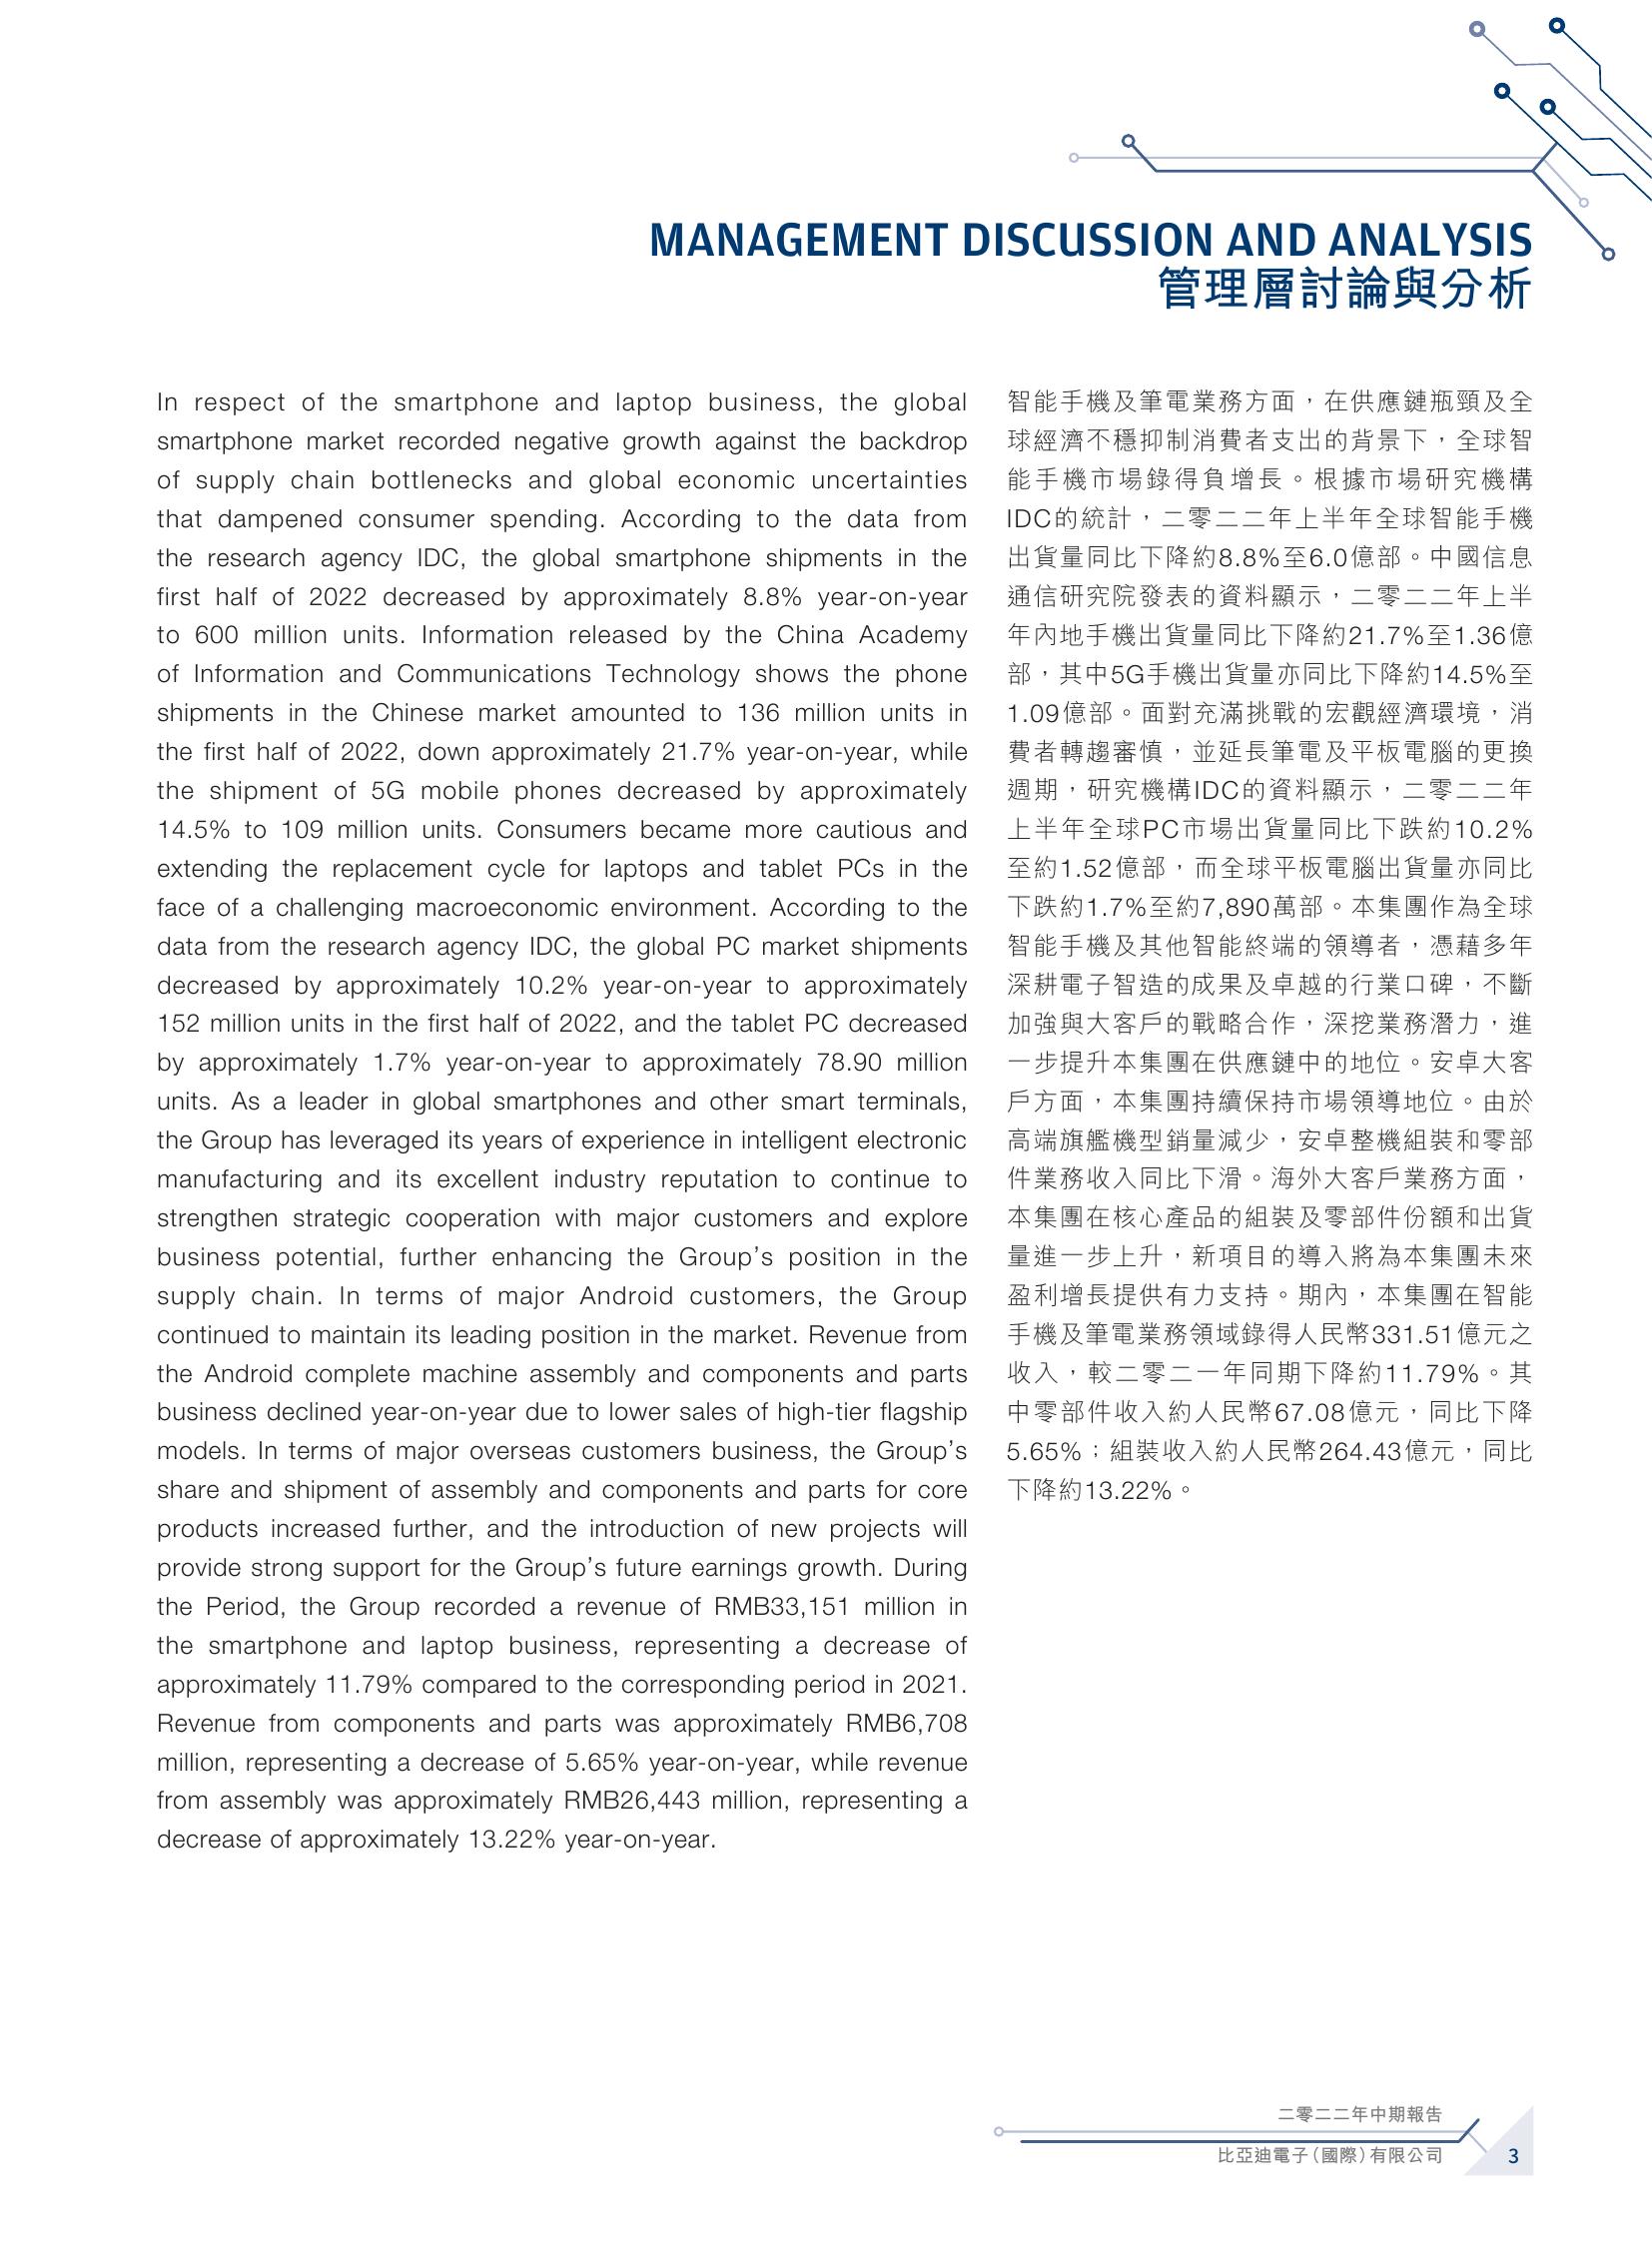 MANAGEMENT DISCUSSION AND ANALYSIS
管理層討論與分析
In respect of the smartphone and laptop business, the global
smartphone market recorded negative growth against the backdrop
of supply chain bottlenecks and global economic uncertainties
that dampened consumer spending. According to the data from
the research agency IDC, the global smartphone shipments in the
first half of 2022 decreased by approximately 8.8% year-on-year
to 600 million units. Information released by the China Academy
of Information and Communications Technology shows the phone
shipments in the Chinese market amounted to 136 million units in
the first half of 2022, down approximately 21.7% year-on-year, while
the shipment of 5G mobile phones decreased by approximately
14.5% to 109 million units. Consumers became more cautious and
extending the replacement cycle for laptops and tablet PCs in the
face of a challenging macroeconomic environment. According to the
data from the research agency IDC, the global PC market shipments
decreased by approximately 10.2% year-on-year to approximately
152 million units in the first half of 2022, and the tablet PC decreased
by approximately 1.7% year-on-year to approximately 78.90 million
units. As a leader in global smartphones and other smart terminals,
the Group has leveraged its years of experience in intelligent electronic
manufacturing and its excellent industry reputation to continue to
strengthen strategic cooperation with major customers and explore
business potential, further enhancing the Group's position in the
supply chain. In terms of major Android customers, the Group
continued to maintain its leading position in the market. Revenue from
the Android complete machine assembly and components and parts
business declined year-on-year due to lower sales of high-tier flagship
models. In terms of major overseas customers business, the Group's
share and shipment of assembly and components and parts for core
products increased further, and the introduction of new projects will
provide strong support for the Group's future earnings growth. During
the Period, the Group recorded a revenue of RMB33,151 million in
the smartphone and laptop business, representing a decrease of
approximately 11.79% compared to the corresponding period in 2021.
Revenue from components and parts was approximately RMB6,708
million, representing a decrease of 5.65% year-on-year, while revenue
from assembly was approximately RMB26,443 million, representing a
decrease of approximately 13.22% year-on-year.
智能手機及筆電業務方面，在供應鏈瓶頸及全
球經濟不穩抑制消費者支出的背景下，全球智
能手機市場錄得負增長。根據市場研究機構
IDC的統計，二零二二年上半年全球智能手機
出貨量同比下降約8.8%至6.0億部。中國信息
通信研究院發表的資料顯示，二零二二年上半
年內地手機出貨量同比下降約21.7%至1.36億
部，其中5G手機出貨量亦同比下降約14.5%至
1.09億部。面對充滿挑戰的宏觀經濟環境，消
費者轉趨審慎，並延長筆電及平板電腦的更換
週期，研究機構IDC的資料顯示，二零二二年
上半年全球PC市場出貨量同比下跌約10.2%
至約1.52億部，而全球平板電腦出貨量亦同比
下跌約1.7%至約7,890萬部。本集團作為全球
智能手機及其他智能終端的領導者，憑藉多年
深耕電子智造的成果及卓越的行業口碑，不斷
加強與大客戶的戰略合作，深挖業務潛力，進
一步提升本集團在供應鏈中的地位。安卓大客
戶方面，本集團持續保持市場領導地位。由於
高端旗艦機型銷量減少，安卓整機組裝和零部
件業務收入同比下滑。海外大客戶業務方面，
本集團在核心產品的組裝及零部件份額和出貨
量進一步上升，新項目的導入將為本集團未來
盈利增長提供有力支持。期內，本集團在智能
手機及筆電業務領域錄得人民幣331.51億元之
收入，較二零二一年同期下降約11.79%。其
中零部件收入約人民幣67.08億元，同比下降
5.65%；組裝收入約人民幣264.43億元，同比
下降約13.22%。
二零二二年中期報告
比亞迪電子（國際）有限公司
3